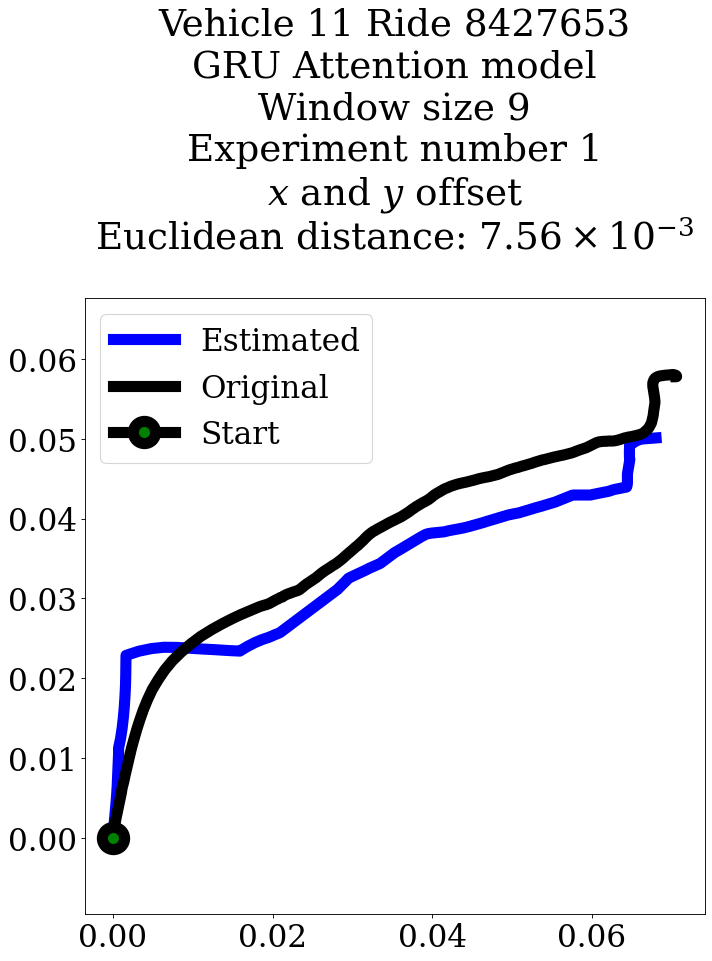 Vehicle 11 Ride 8427653
GRU Attention model
Window size 9
Experiment number 1
x and y offset
Euclidean distance: 7.56 × 10⁻³
Estimated
Original
Start
0.06
0.05
0.04
0.03
0.02
0.01
0.00
0.00 0.02 0.04 0.06